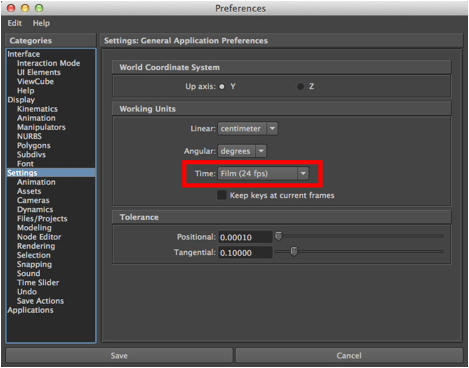 Preferences
Edit Help
Categories
Interface
Interaction Mode
UI Elements
ViewCube
Help
Display
Kinematics
Animation
Manipulators
NURBS
Polygons
Subdivs
Font
Settings
Animation
Assets
Cameras
Dynamics
Files/Projects
Modeling
Node Editor
Rendering
Selection
Snapping
Sound
Time Slider
Undo
Save Actions
Applications
Settings: General Application Preferences
World Coordinate System
Up axis: Y Z
Working Units
Linear: centimeter
Angular: degrees
Time: Film (24 fps)
Keep keys at current frames
Tolerance
Positional: 0.00010
Tangential: 0.10000
Save Cancel